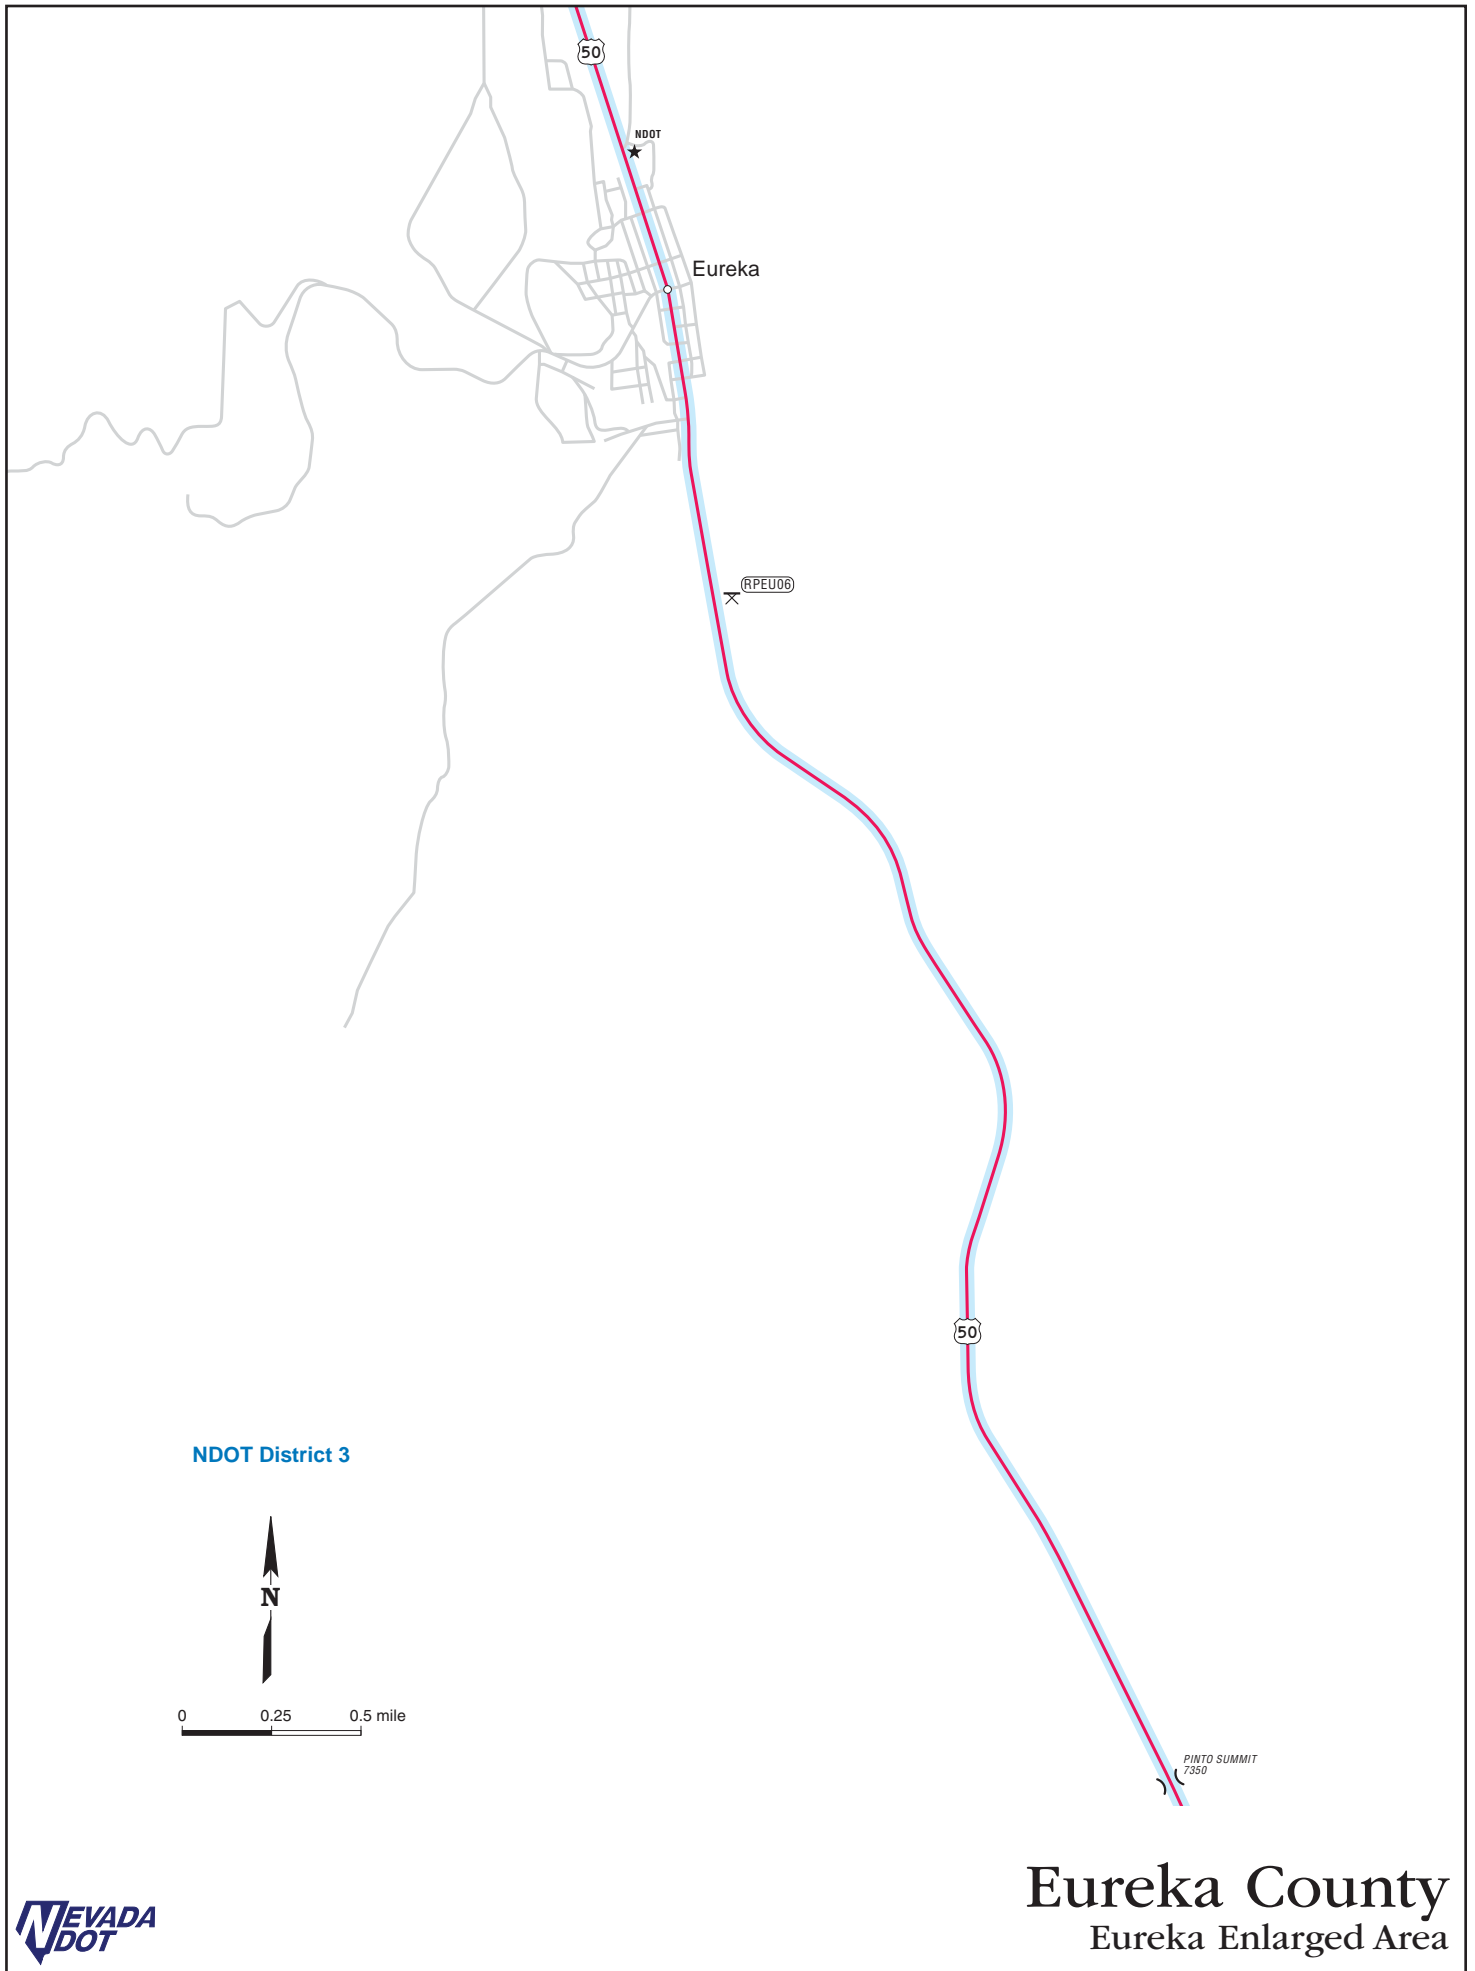 50
NDOT
Eureka
RPEU06
50
NDOT District 3
N
0 0.25 0.5 mile
PINTO SUMMIT
7350
Eureka County
Eureka Enlarged Area
NEVADA
DOT